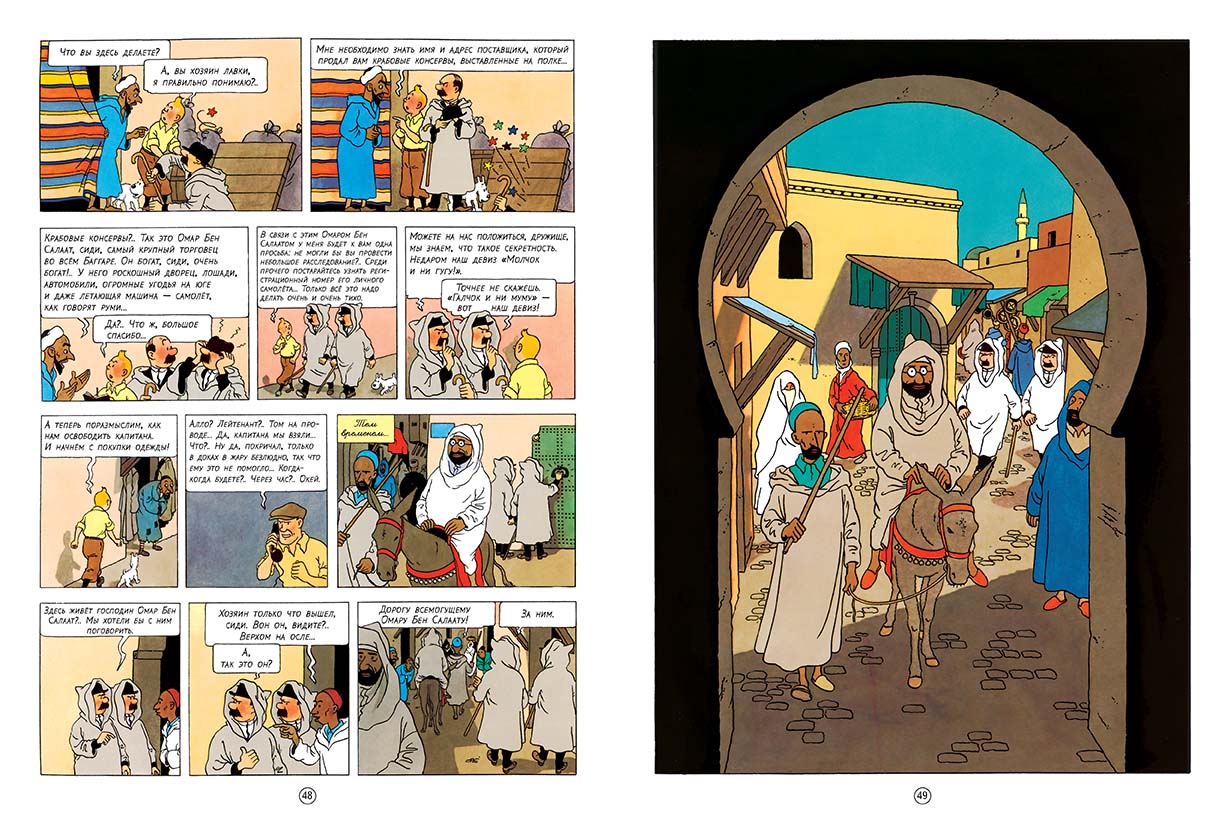 Что вы здесь делаете?
А, вы хозяин лавки,
я правильно понимаю?..
Мне необходимо знать имя и адрес поставщика, который
продал вам крабовые консервы, выставленные на полке...
Крабовые консервы?.. Так это Омар Бен
Салаат, сиди, самый крупный торговец
во всём Баггаре. Он богат, сиди, очень
богат!.. У него роскошный дворец, лошади,
автомобили, огромные угодья на юге
и даже летающая машина — самолёт,
как говорят руми...
Да?.. Что ж, большое
спасибо...
В связи с этим Омаром Бен
Салаатом у меня будет к вам одна
просьба: не могли бы вы провести
небольшое расследование?.. Среди
прочего постарайтесь узнать реги-
страционный номер его личного
самолёта... Только всё это надо
делать очень и очень тихо.
Можете на нас положиться, дружище,
мы знаем, что такое секретность.
Недаром наш девиз «Молчок
и ни гугу!».
Точнее не скажешь.
«Галчок и ни муму» —
вот наш девиз!
А теперь поразмыслим, как
нам освободить капитана.
И начнём с покупки одежды!
Алло? Лейтенант?.. Том на про-
воде... Да, капитана мы взяли...
Что?.. Ну да, покричал, только
в доках в жару безлюдно, так что
ему это не помогло... Когда-
когда будете?.. Через час?.. Окей.
Тем
временем...
Здесь живёт господин Омар Бен
Салаат?.. Мы хотели бы с ним
поговорить.
Хозяин только что вышел,
сиди. Вон он, видите?..
Верхом на осле...
А,
так это он?
Дорогу всемогущему
Омару Бен Салаату!
За ним.
48
49